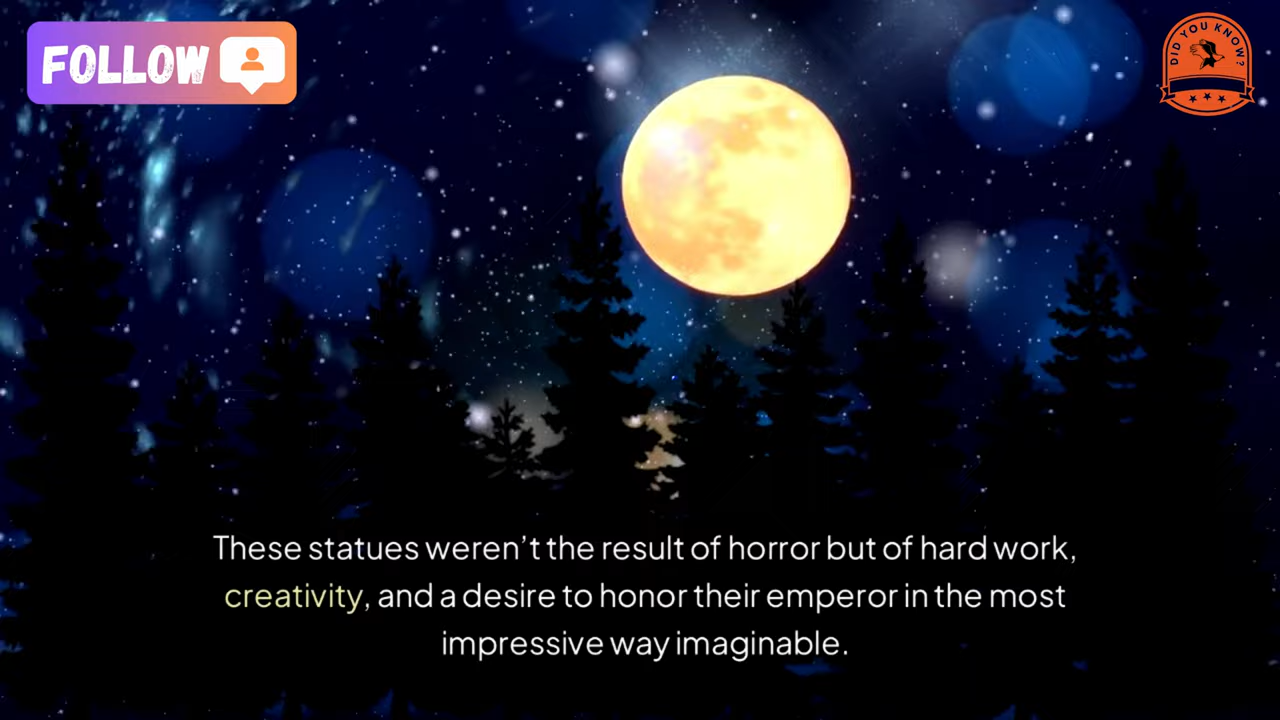 FOLLOW
DID YOU KNOW?
These statues weren’t the result of horror but of hard work,
creativity, and a desire to honor their emperor in the most
impressive way imaginable.